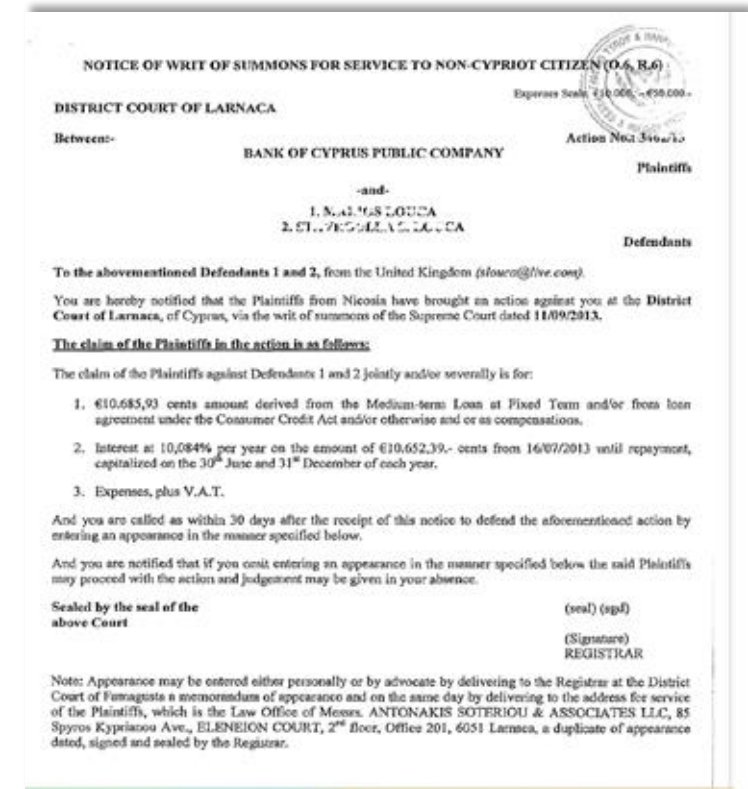 NOTICE OF WRIT OF SUMMONS FOR SERVICE TO NON-CYPRIOT CITIZEN (O.6, R.6)
Expenses Scale €10.000, - €50.000.-
DISTRICT COURT OF LARNACA
Between:- Action No.:
BANK OF CYPRUS PUBLIC COMPANY
Plaintiffs
-and-
1. LOUCA
2.
Defendants
To the abovementioned Defendants 1 and 2, from the United Kingdom (slouca@live.com).
You are hereby notified that the Plaintiffs from Nicosia have brought an action against you at the District
Court of Larnaca, of Cyprus, via the writ of summons of the Supreme Court dated 11/09/2013.
The claim of the Plaintiffs in the action is as follows:
The claim of the Plaintiffs against Defendants 1 and 2 jointly and/or severally is for:
1. €10.685,93 cents amount derived from the Medium-term Loan at Fixed Term and/or from loan
agreement under the Consumer Credit Act and/or otherwise and or as compensations.
2. Interest at 10,084% per year on the amount of €10.652,39.- cents from 16/07/2013 until repayment,
capitalized on the 30th June and 31st December of each year.
3. Expenses, plus V.A.T.
And you are called as within 30 days after the receipt of this notice to defend the aforementioned action by
entering an appearance in the manner specified below.
And you are notified that if you omit entering an appearance in the manner specified below the said Plaintiffs
may proceed with the action and judgement may be given in your absence.
Sealed by the seal of the (seal) (sgd)
above Court
(Signature)
REGISTRAR
Note: Appearance may be entered either personally or by advocate by delivering to the Registrar at the District
Court of Famagusta a memorandum of appearance and on the same day by delivering to the address for service
of the Plaintiffs, which is the Law Office of Messrs. ANTONAKIS SOTERIOU & ASSOCIATES LLC, 85
Spyros Kyprianou Ave., ELENEION COURT, 2nd floor, Office 201, 6051 Larnaca, a duplicate of appearance
dated, signed and sealed by the Registrar.